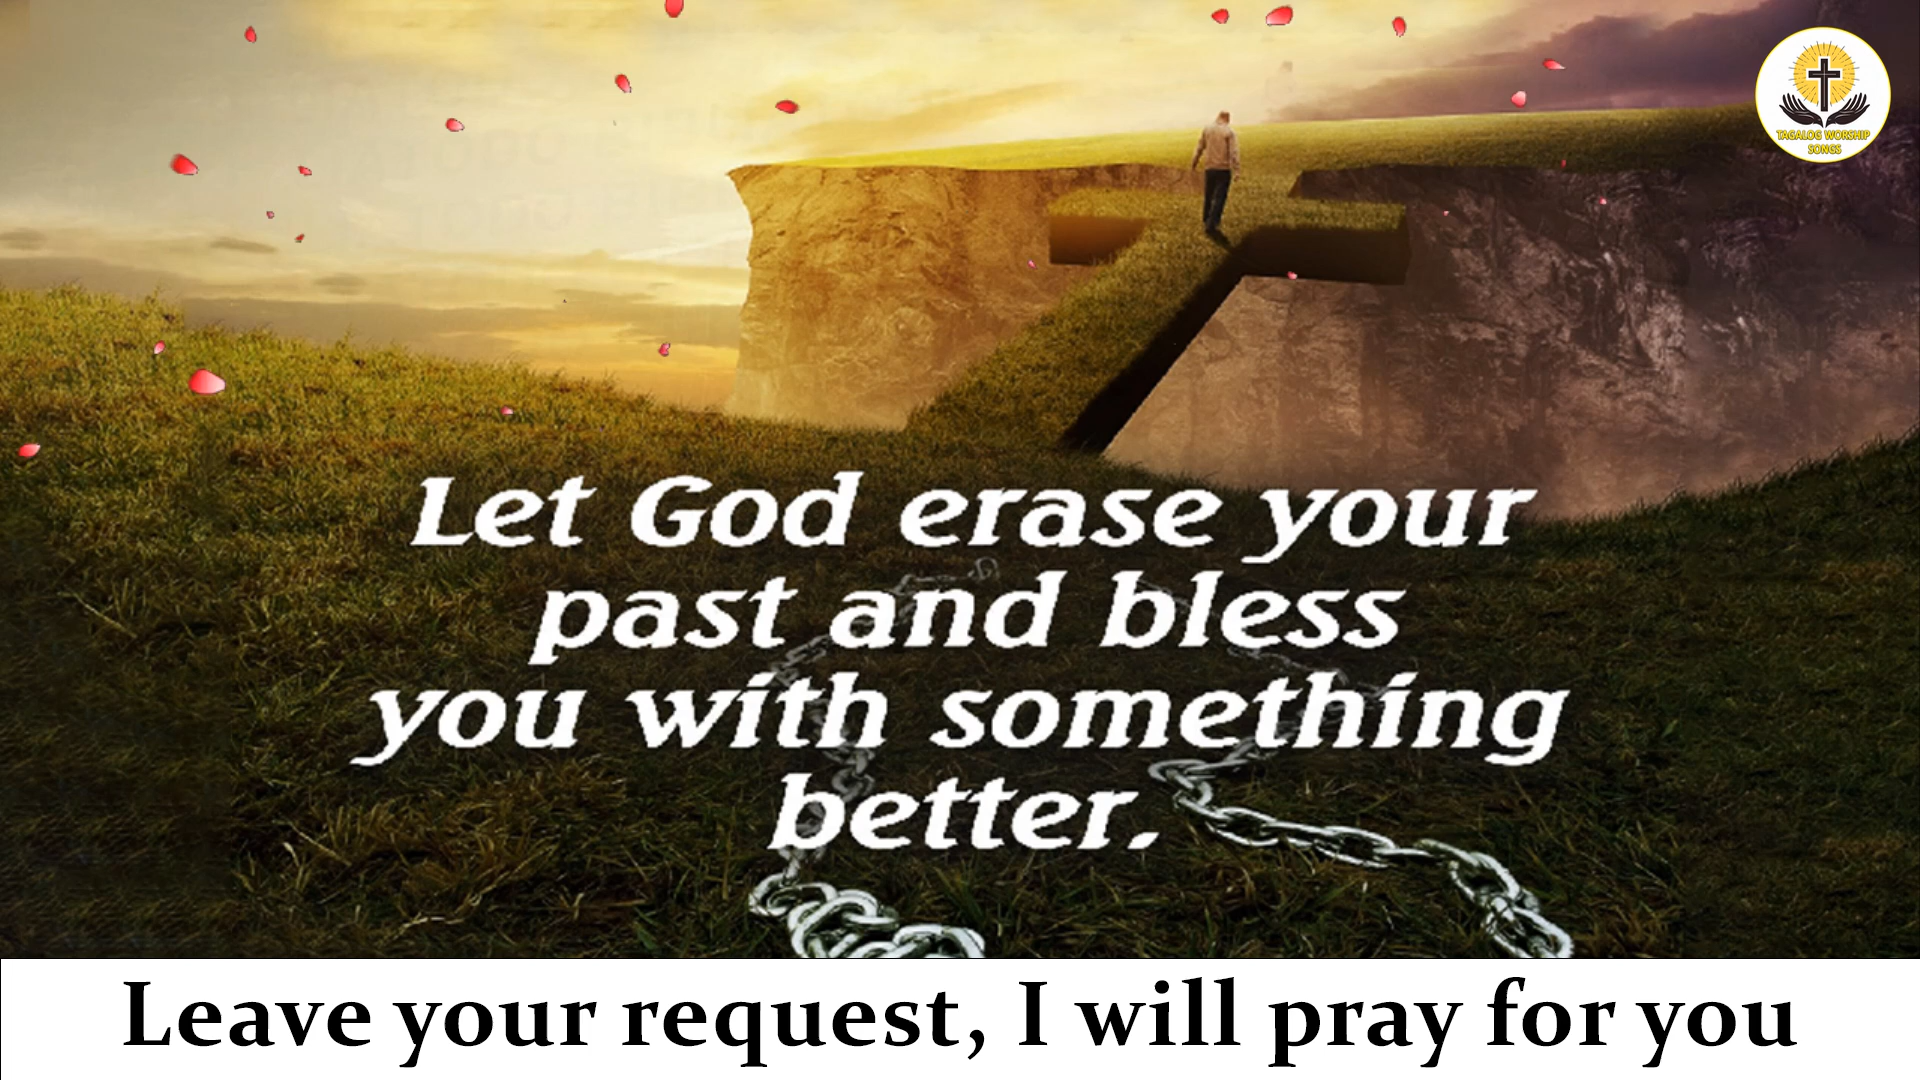 TAGALOG WORSHIP
SONGS
Let God erase your
past and bless
you with something
better.
Leave your request, I will pray for you